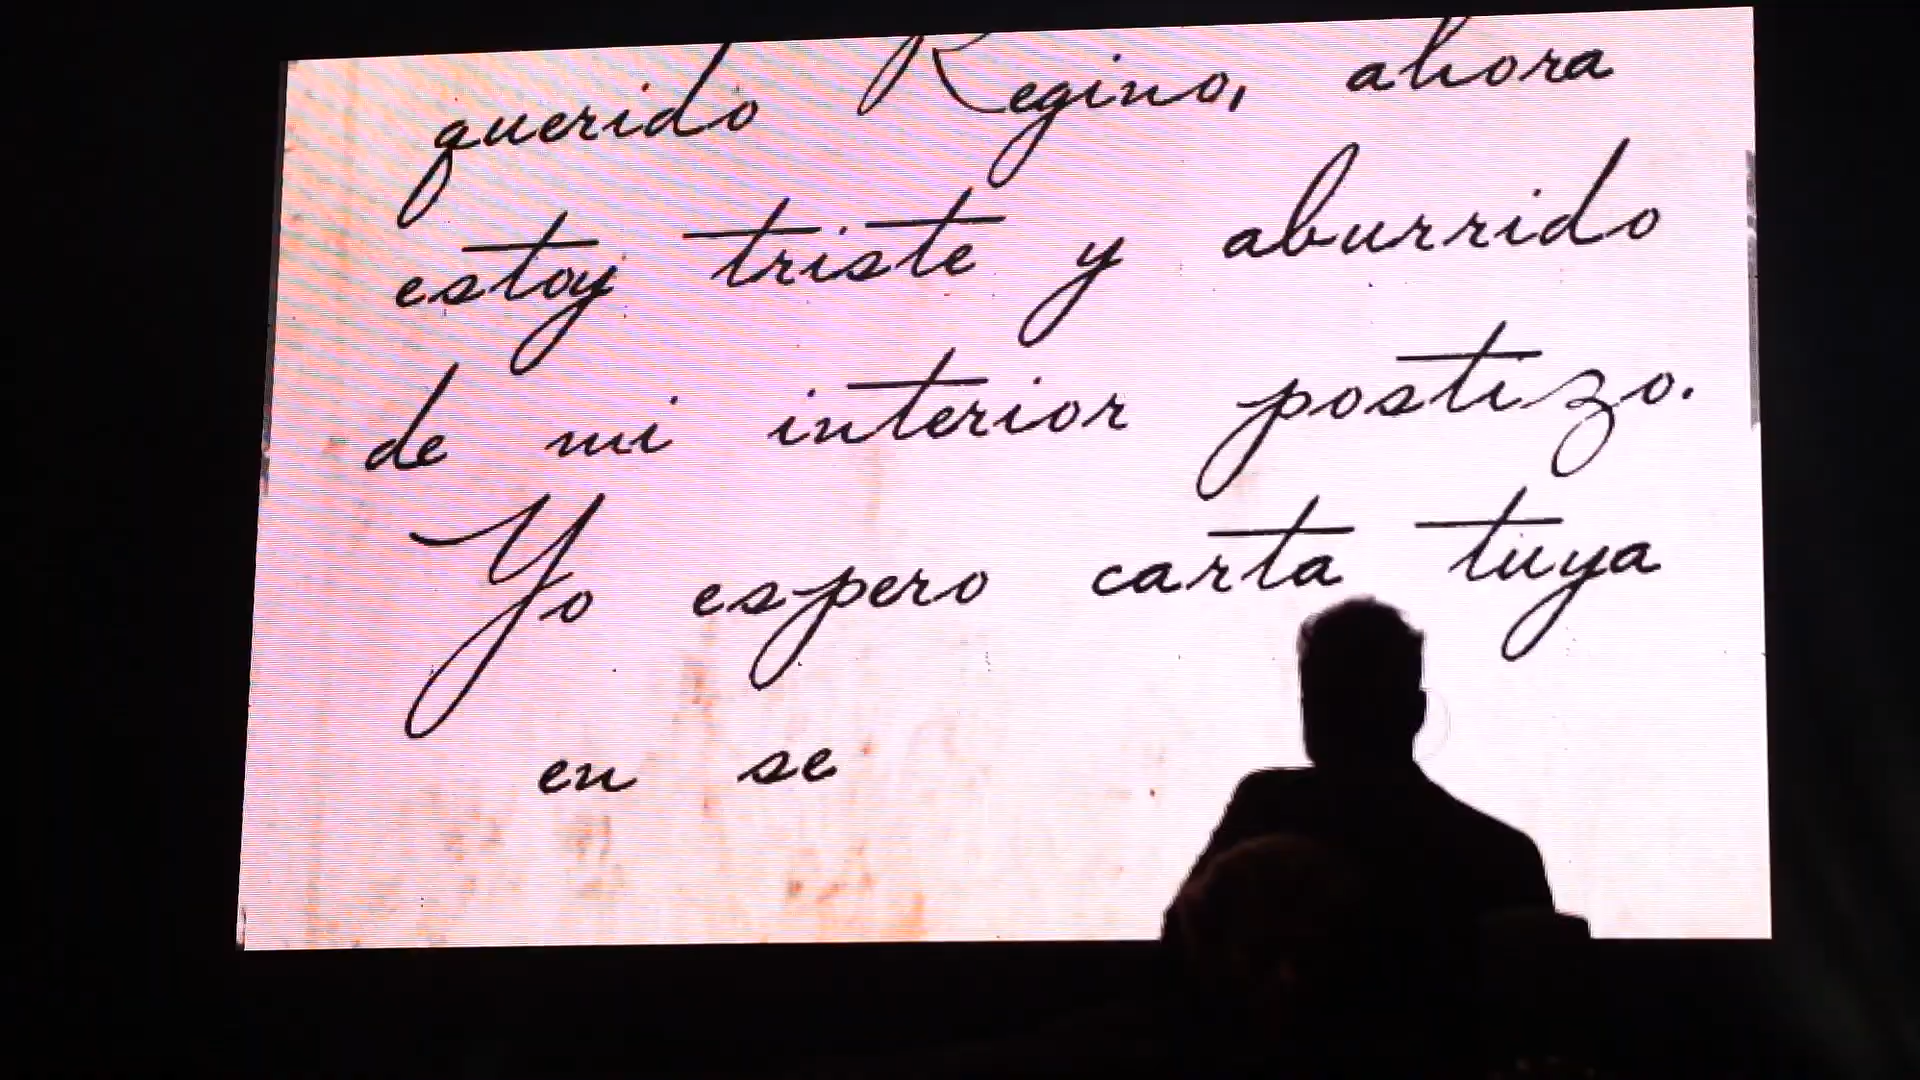 querido Regino, ahora
estoy triste y aburrido
de mi interior postizo.
Yo espero carta tuya
en se